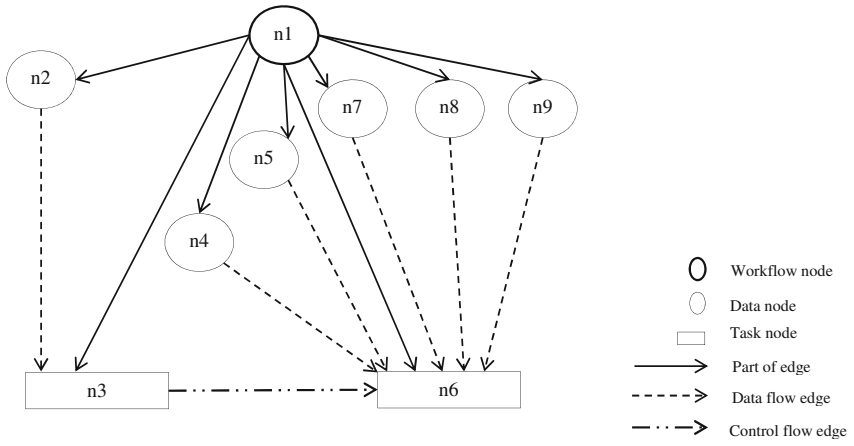 n1
n2
n7
n8
n9
n5
n4
n3
n6
Workflow node
Data node
Task node
Part of edge
Data flow edge
Control flow edge